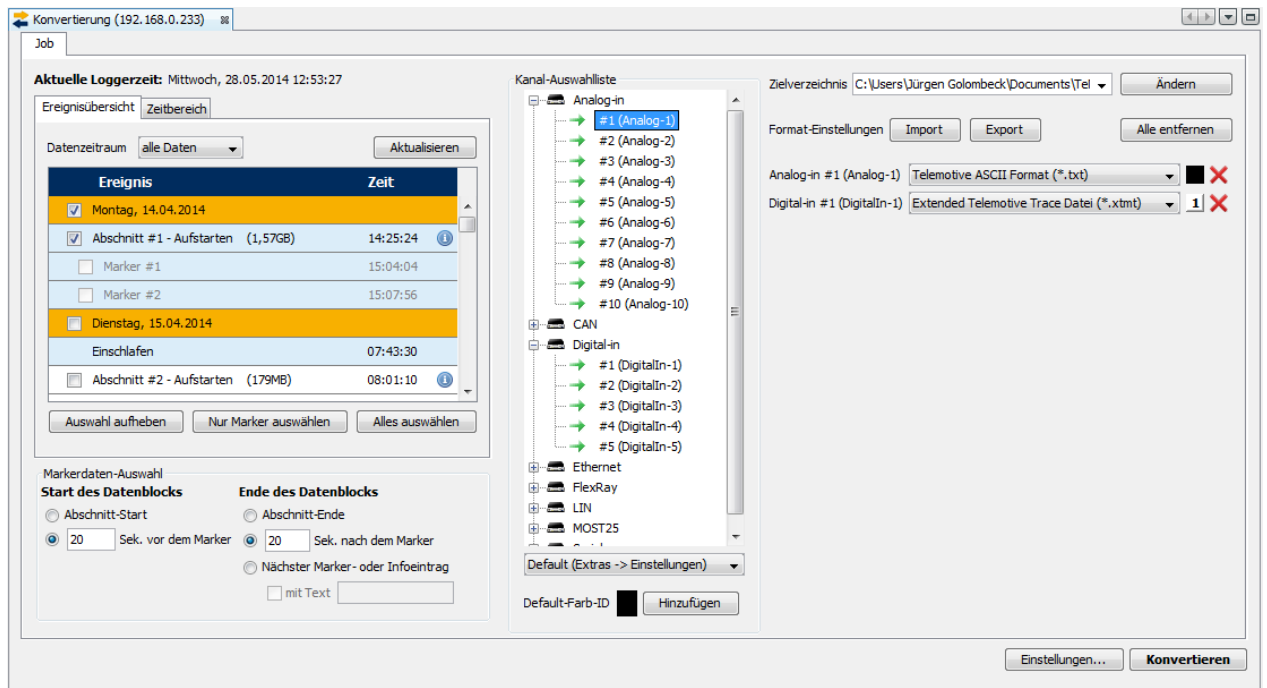 Konvertierung (192.168.0.233)
Job
Aktuelle Loggerzeit: Mittwoch, 28.05.2014 12:53:27
Ereignisübersicht Zeitbereich
Datenzeitraum alle Daten Aktualisieren
Ereignis Zeit
Montag, 14.04.2014
Abschnitt #1 - Aufstarten (1,57GB) 14:25:24
Marker #1 15:04:04
Marker #2 15:07:56
Dienstag, 15.04.2014
Einschlafen 07:43:30
Abschnitt #2 - Aufstarten (179MB) 08:01:10
Auswahl aufheben Nur Marker auswählen Alles auswählen
Markerdaten-Auswahl
Start des Datenblocks Ende des Datenblocks
Abschnitt-Start Abschnitt-Ende
20 Sek. vor dem Marker 20 Sek. nach dem Marker
Nächster Marker- oder Infoeintrag
mit Text
Kanal-Auswahlliste
Analog-in
#1 (Analog-1)
#2 (Analog-2)
#3 (Analog-3)
#4 (Analog-4)
#5 (Analog-5)
#6 (Analog-6)
#7 (Analog-7)
#8 (Analog-8)
#9 (Analog-9)
#10 (Analog-10)
CAN
Digital-in
#1 (DigitalIn-1)
#2 (DigitalIn-2)
#3 (DigitalIn-3)
#4 (DigitalIn-4)
#5 (DigitalIn-5)
Ethernet
FlexRay
LIN
MOST25
Default (Extras -> Einstellungen)
Default-Farb-ID Hinzufügen
Zielverzeichnis C:\Users\Jürgen Golombeck\Documents\Tel Ändern
Format-Einstellungen Import Export Alle entfernen
Analog-in #1 (Analog-1) Telemotive ASCII Format (*.txt)
Digital-in #1 (DigitalIn-1) Extended Telemotive Trace Datei (*.xtmt) 1
Einstellungen... Konvertieren